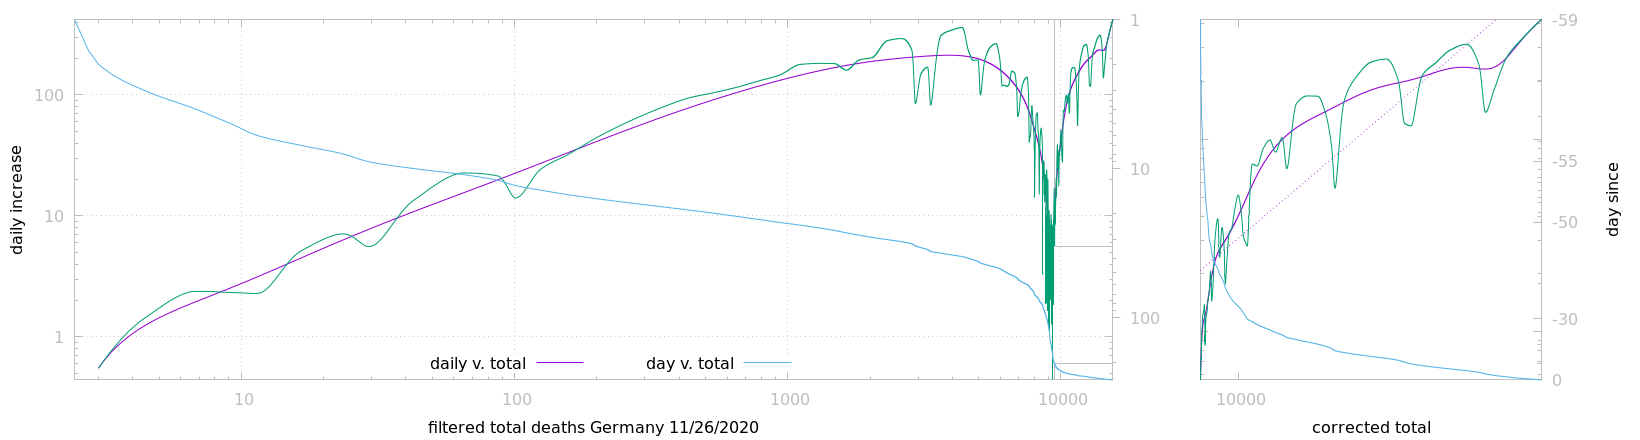 1
-59
100
daily increase
10
-55
day since
10
-50
100
-30
1
daily v. total
day v. total
0
10
100
1000
10000
10000
filtered total deaths Germany 11/26/2020
corrected total